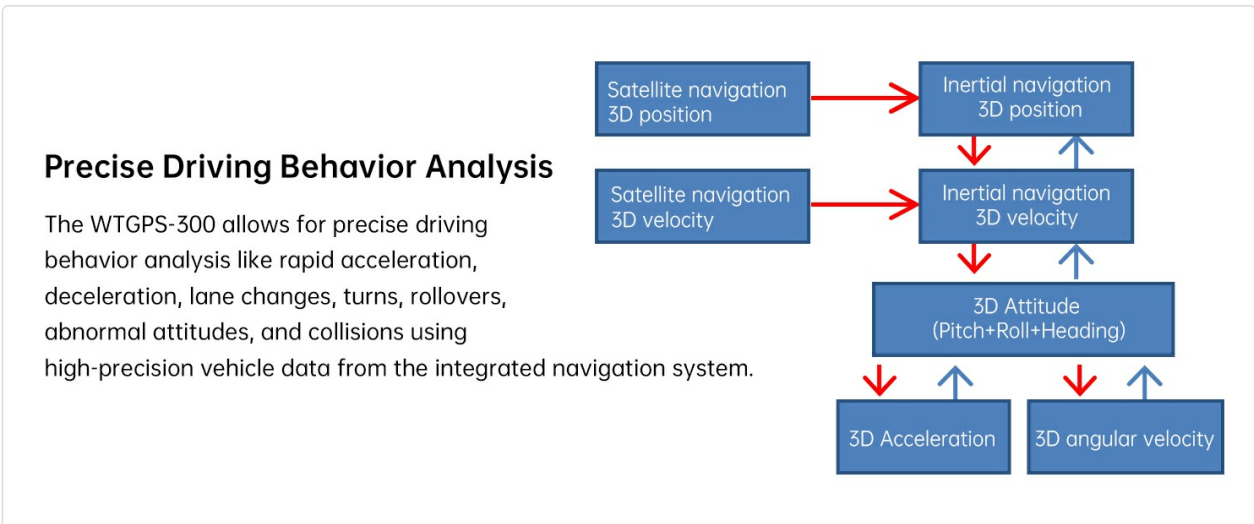 Precise Driving Behavior Analysis
The WTGPS-300 allows for precise driving
behavior analysis like rapid acceleration,
deceleration, lane changes, turns, rollovers,
abnormal attitudes, and collisions using
high-precision vehicle data from the integrated navigation system.
Satellite navigation
3D position
Inertial navigation
3D position
Satellite navigation
3D velocity
Inertial navigation
3D velocity
3D Attitude
(Pitch+Roll+Heading)
3D Acceleration
3D angular velocity